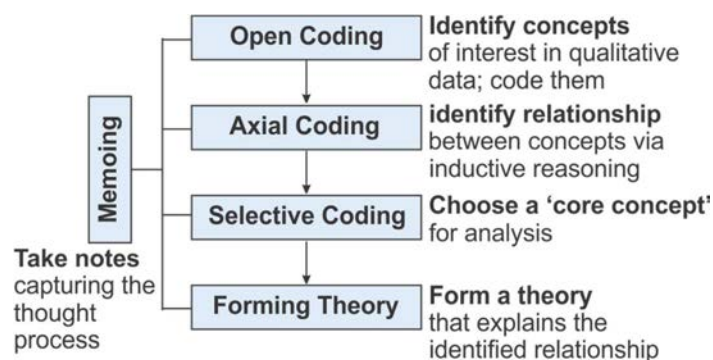 Open Coding
Identify concepts
of interest in qualitative
data; code them
Memoing
Axial Coding
identify relationship
between concepts via
inductive reasoning
Selective Coding
Choose a ‘core concept’
for analysis
Take notes
capturing the
thought
process
Forming Theory
Form a theory
that explains the
identified relationship